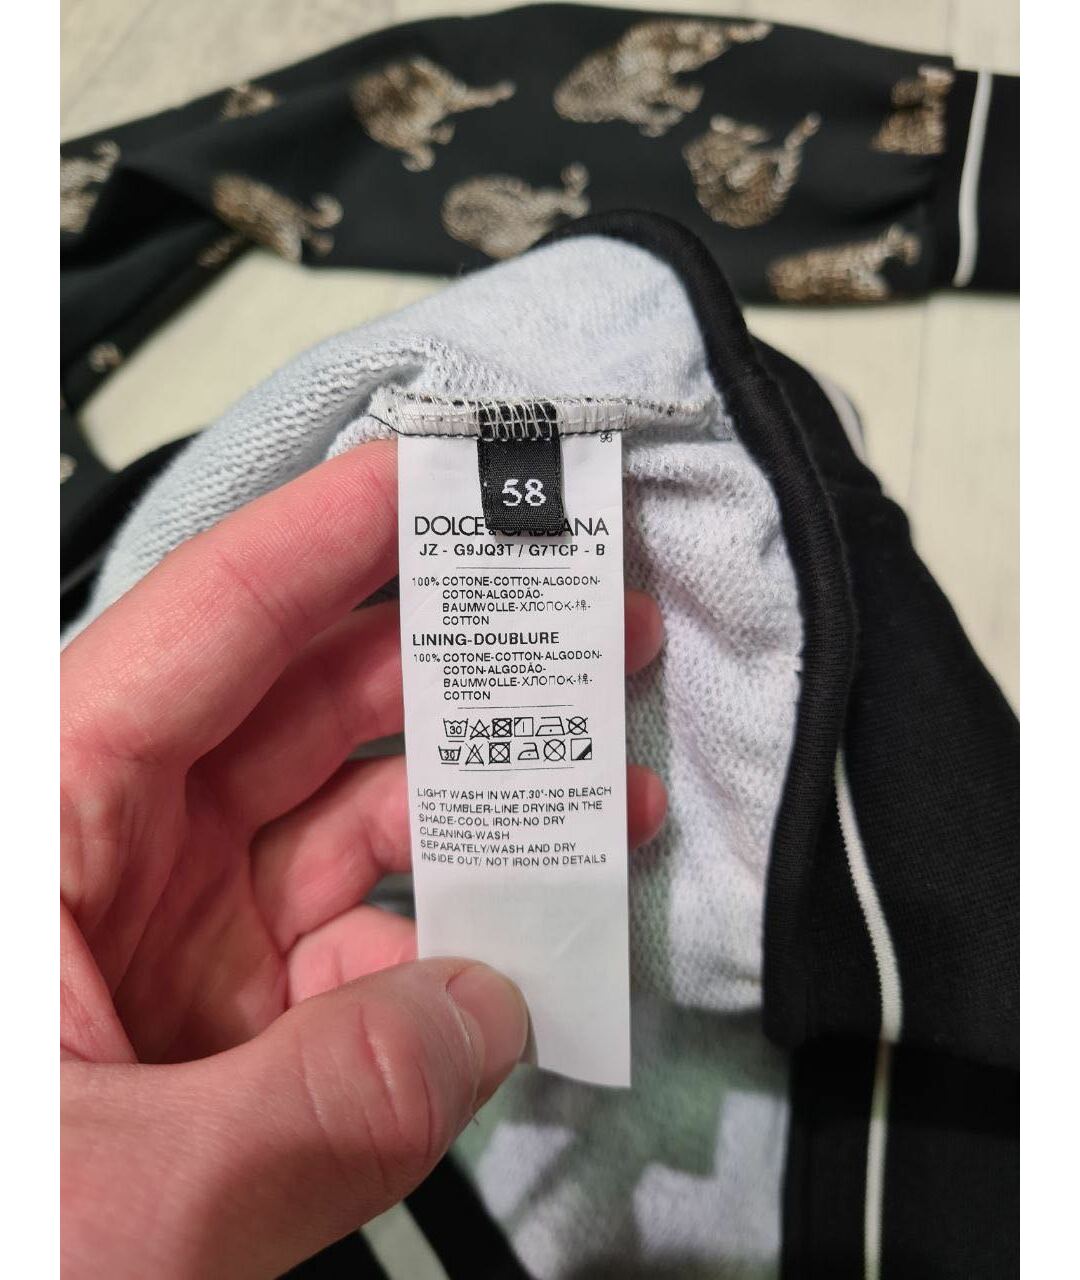 96
58
DOLCE&GABBANA
JZ - G9JQ3T / G7TCP - B
100% COTONE-COTTON-ALGODON-
COTON-ALGODÃO-
BAUMWOLLE-ХЛОПОК-棉-
COTTON
LINING-DOUBLURE
100% COTONE-COTTON-ALGODON-
COTON-ALGODÃO-
BAUMWOLLE-ХЛОПОК-棉-
COTTON
30
30
LIGHT WASH IN WAT.30°-NO BLEACH
-NO TUMBLER-LINE DRYING IN THE
SHADE-COOL IRON-NO DRY
CLEANING-WASH
SEPARATELY/WASH AND DRY
INSIDE OUT/ NOT IRON ON DETAILS